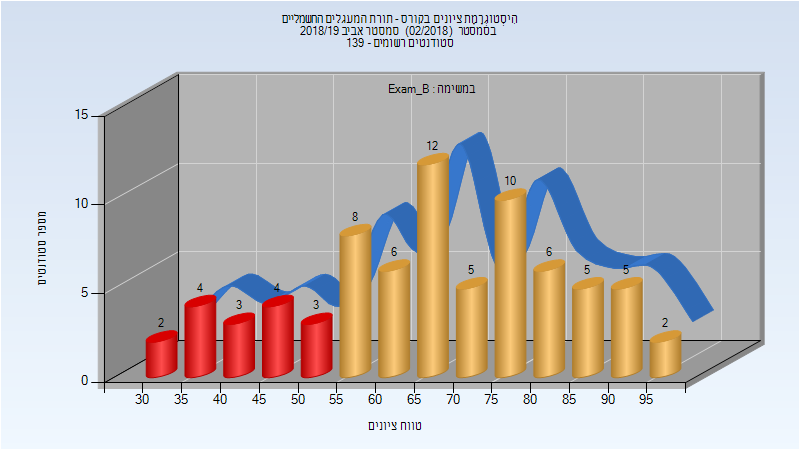 היסטוגרמת ציונים בקורס - תורת המעגלים החשמליים
בסמסטר (02/2018) סמסטר אביב 2018/19
סטודנטים רשומים - 139
במשימה : Exam_B
מספר סטודנטים
15
10
5
0
2
4
3
4
3
8
6
12
5
10
6
5
5
2
30 35 40 45 50 55 60 65 70 75 80 85 90 95
טווח ציונים